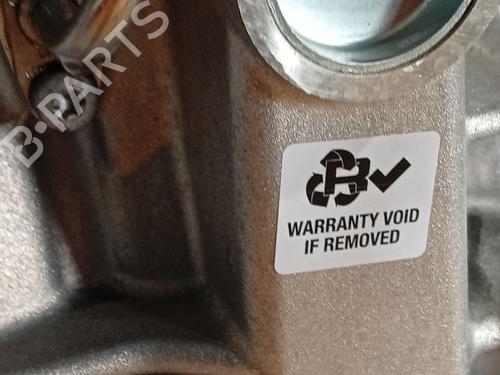 B-PARTS
R
WARRANTY VOID
IF REMOVED